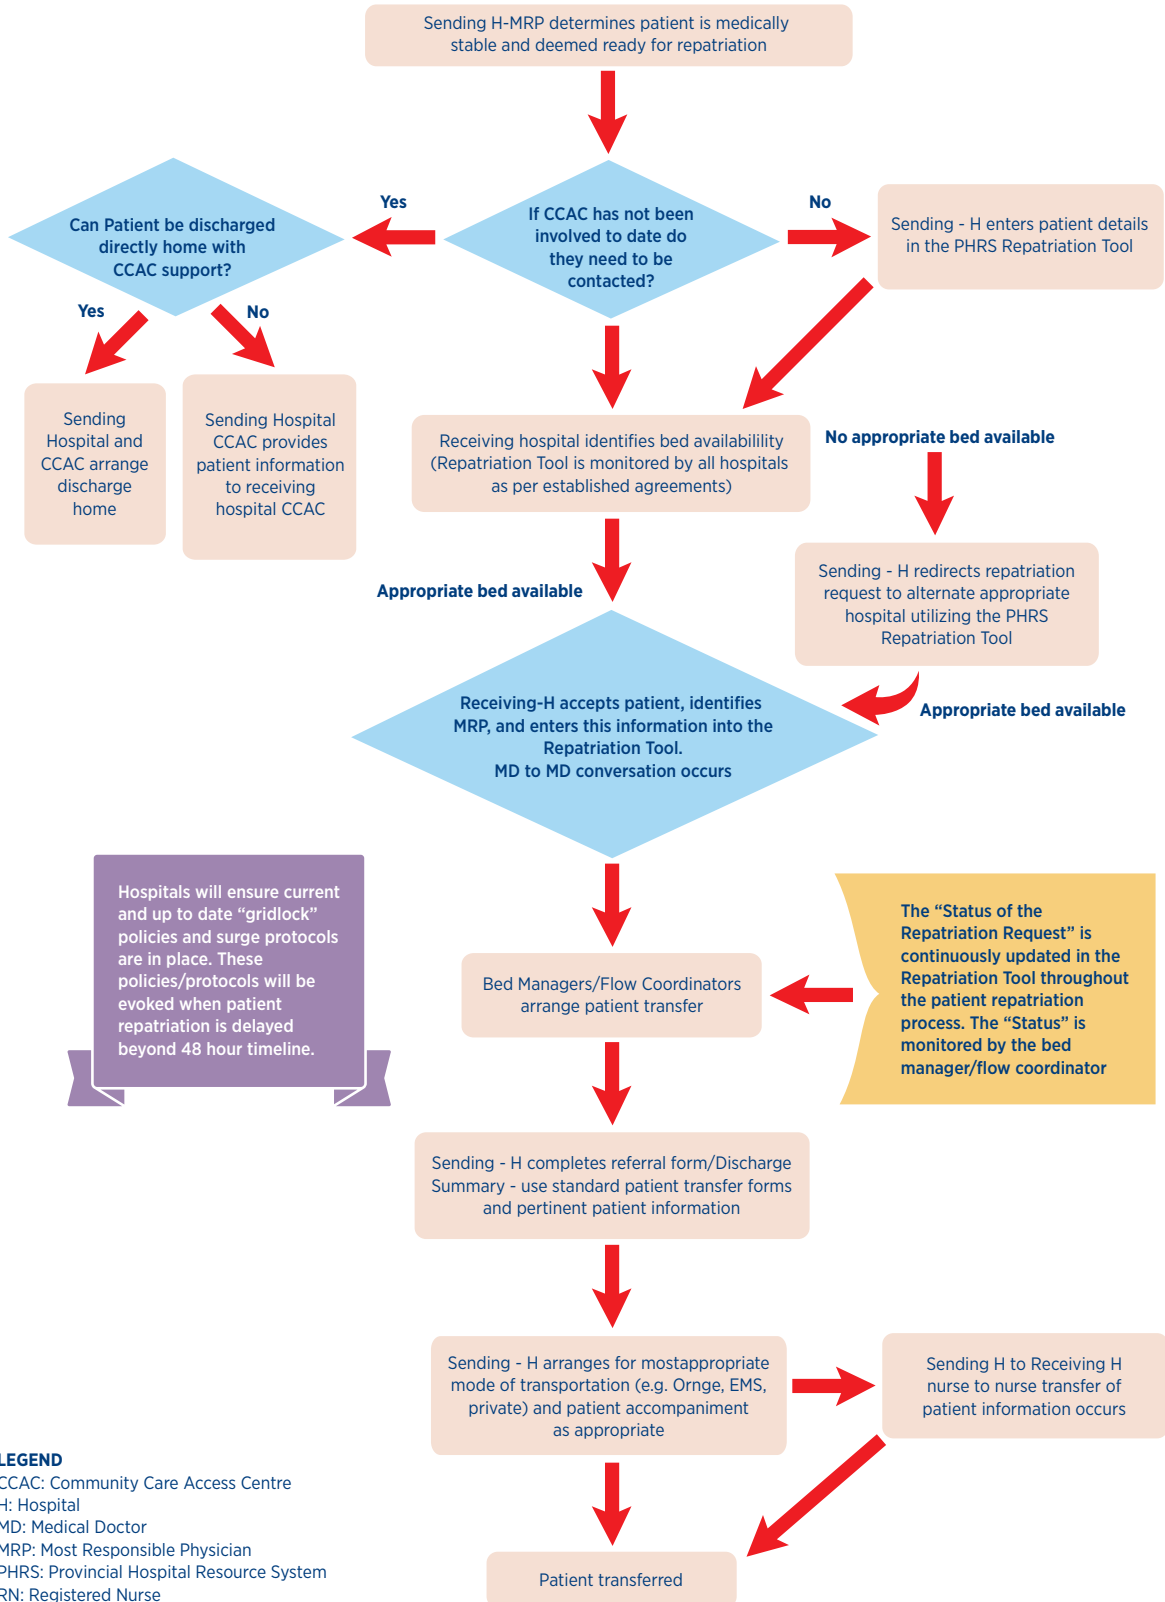 Sending H-MRP determines patient is medically
stable and deemed ready for repatriation
Can Patient be discharged
directly home with
CCAC support?
Yes
If CCAC has not been
involved to date do
they need to be
contacted?
No
Sending - H enters patient details
in the PHRS Repatriation Tool
Yes
No
Sending
Hospital and
CCAC arrange
discharge
home
Sending Hospital
CCAC provides
patient information
to receiving
hospital CCAC
Receiving hospital identifies bed availabilility
(Repatriation Tool is monitored by all hospitals
as per established agreements)
No appropriate bed available
Appropriate bed available
Sending - H redirects repatriation
request to alternate appropriate
hospital utilizing the PHRS
Repatriation Tool
Appropriate bed available
Receiving-H accepts patient, identifies
MRP, and enters this information into the
Repatriation Tool.
MD to MD conversation occurs
Hospitals will ensure current
and up to date “gridlock”
policies and surge protocols
are in place. These
policies/protocols will be
evoked when patient
repatriation is delayed
beyond 48 hour timeline.
Bed Managers/Flow Coordinators
arrange patient transfer
The “Status of the
Repatriation Request” is
continuously updated in the
Repatriation Tool throughout
the patient repatriation
process. The “Status” is
monitored by the bed
manager/flow coordinator
Sending - H completes referral form/Discharge
Summary - use standard patient transfer forms
and pertinent patient information
Sending - H arranges for mostappropriate
mode of transportation (e.g. Ornge, EMS,
private) and patient accompaniment
as appropriate
Sending H to Receiving H
nurse to nurse transfer of
patient information occurs
Patient transferred
LEGEND
CCAC: Community Care Access Centre
H: Hospital
MD: Medical Doctor
MRP: Most Responsible Physician
PHRS: Provincial Hospital Resource System
RN: Registered Nurse